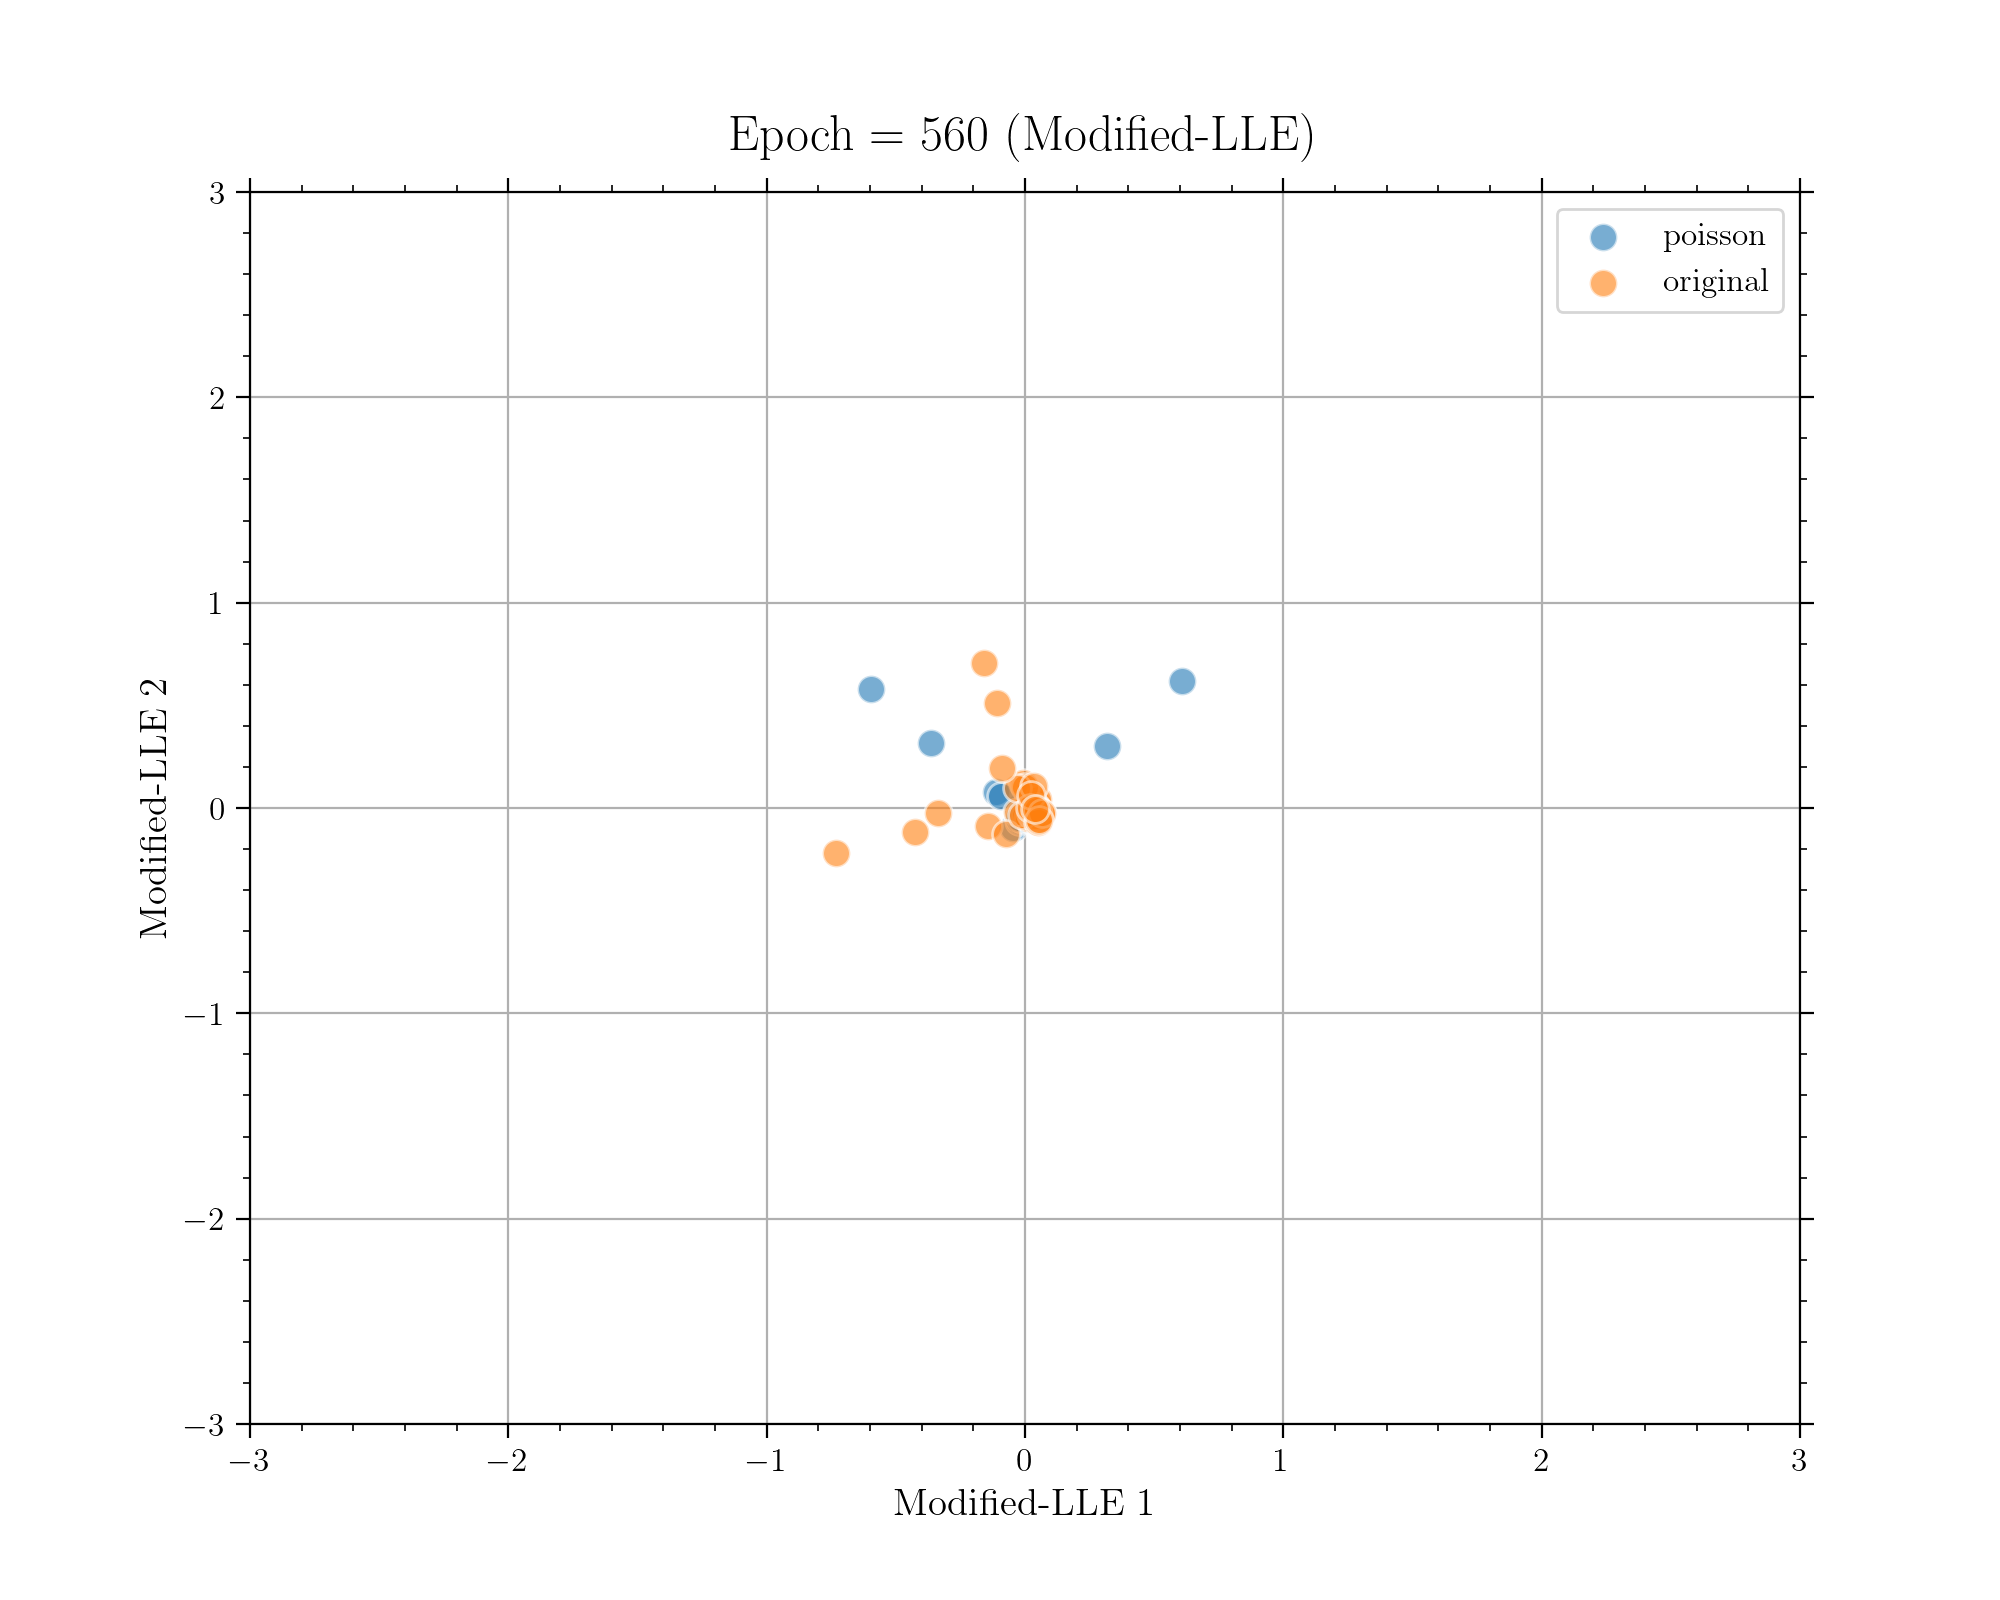 Epoch = 560 (Modified-LLE)
poisson
original
3
2
1
0
−1
−2
−3
Modified-LLE 2
−3
−2
−1
0
1
2
3
Modified-LLE 1